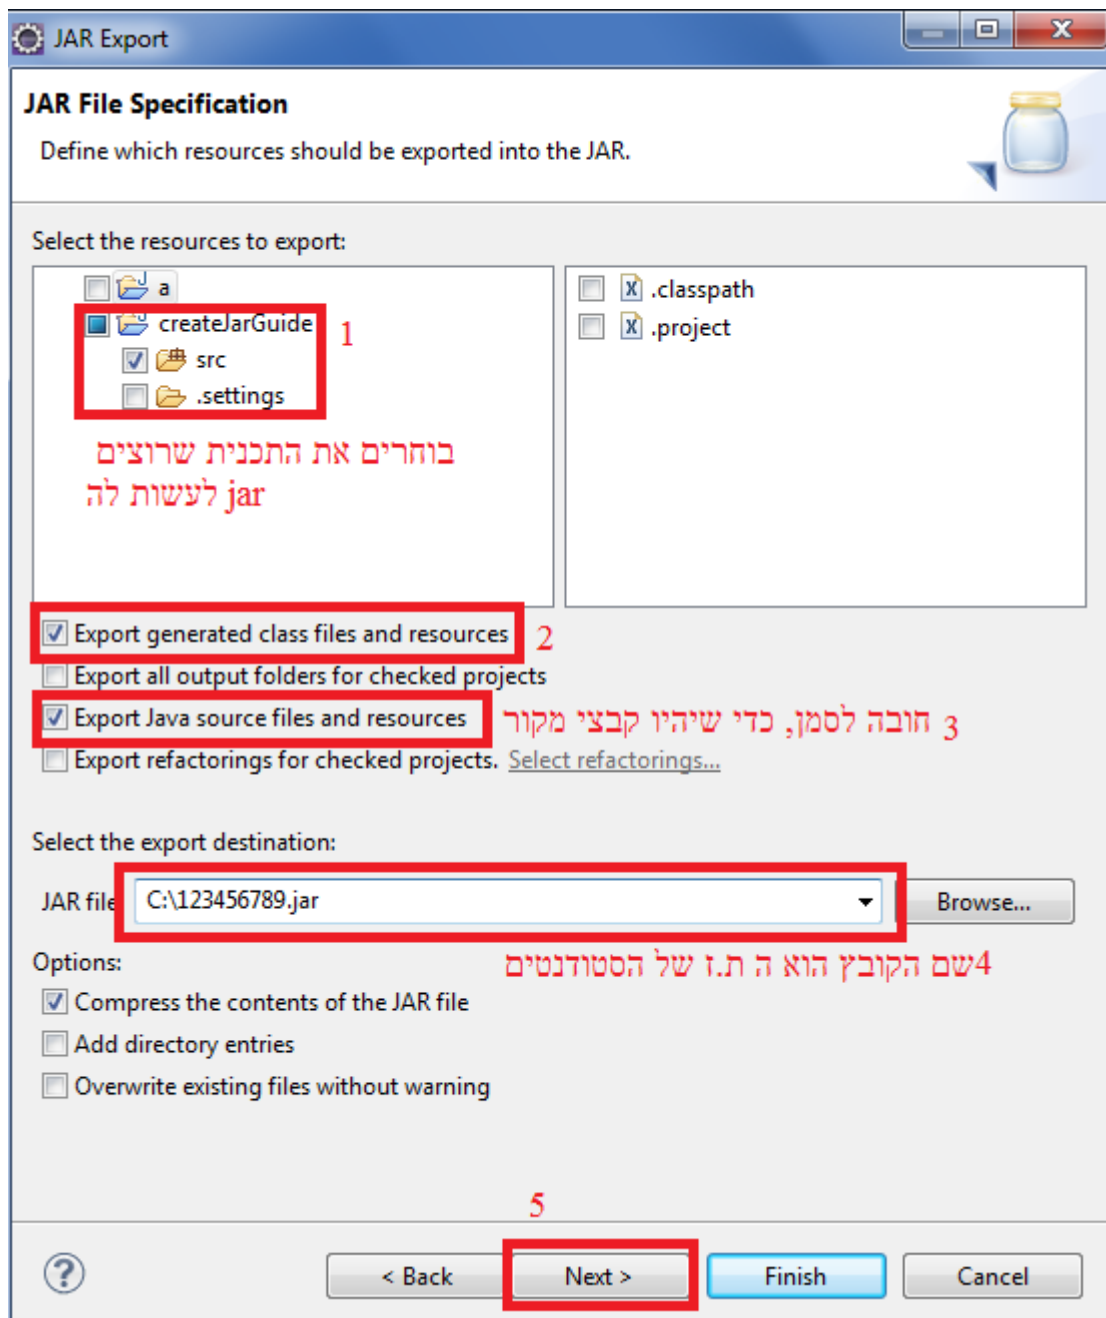 JAR Export
JAR File Specification
Define which resources should be exported into the JAR.
Select the resources to export:
a
createJarGuide
1
src
.settings
.classpath
.project
בוחרים את התכנית שרוצים
לעשות לה jar
Export generated class files and resources
2
Export all output folders for checked projects
Export Java source files and resources
3 חובה לסמן, כדי שיהיו קבצי מקור
Export refactorings for checked projects. Select refactorings...
Select the export destination:
JAR file
C:\123456789.jar
Browse...
Options:
4שם הקובץ הוא ה ת.ז של הסטודנטים
Compress the contents of the JAR file
Add directory entries
Overwrite existing files without warning
5
? < Back Next > Finish Cancel